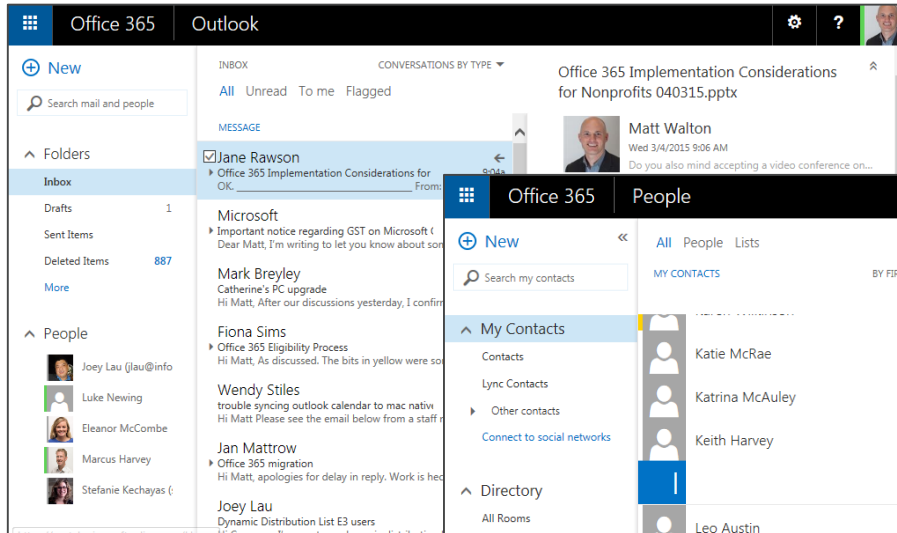 Office 365
Outlook
?
New
Search mail and people
Folders
Inbox
Drafts 1
Sent Items
Deleted Items 887
More
People
Joey Lau (jlau@info
Luke Newing
Eleanor McCombe
Marcus Harvey
Stefanie Kechayas (
INBOX CONVERSATIONS BY TYPE
All Unread To me Flagged
MESSAGE
Jane Rawson
Office 365 Implementation Considerations for 9:04a
OK. From:
Microsoft
Important notice regarding GST on Microsoft
Dear Matt, I'm writing to let you know about
Mark Breyley
Catherine's PC upgrade
Hi Matt, After our discussions yesterday, I confirm
Fiona Sims
Office 365 Eligibility Process
Hi Matt, As discussed. The bits in yellow were
Wendy Stiles
trouble syncing outlook calendar to mac native
Hi Matt Please see the email below from a staff
Jan Mattrow
Office 365 migration
Hi Matt, apologies for delay in reply. Work is hec
Joey Lau
Dynamic Distribution List E3 users
Office 365 Implementation Considerations
for Nonprofits 040315.pptx
Matt Walton
Wed 3/4/2015 9:06 AM
Do you also mind accepting a video conference on...
Office 365
People
New
Search my contacts
My Contacts
Contacts
Lync Contacts
Other contacts
Connect to social networks
Directory
All Rooms
All People Lists
MY CONTACTS BY FIR
Katie McRae
Katrina McAuley
Keith Harvey
Leo Austin